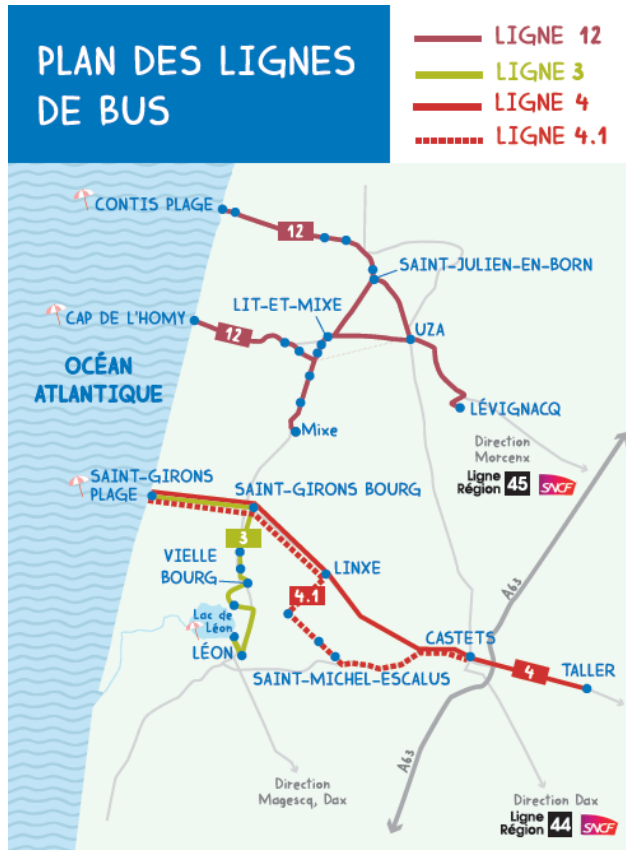 PLAN DES LIGNES
DE BUS
LIGNE 12
LIGNE 3
LIGNE 4
LIGNE 4.1
CONTIS PLAGE
12
SAINT-JULIEN-EN-BORN
LIT-ET-MIXE
CAP DE L'HOMY
12
UZA
OCÉAN
ATLANTIQUE
LÉVIGNACQ
Mixe
Direction
Morcenx
Ligne
Région 45 SNCF
SAINT-GIRONS
PLAGE
SAINT-GIRONS BOURG
3
VIELLE
BOURG
LINXE
4.1
A63
Lac de
Léon
LÉON
CASTETS
SAINT-MICHEL-ESCALUS
4
TALLER
A63
Direction
Magescq, Dax
Direction Dax
Ligne
Région 44 SNCF